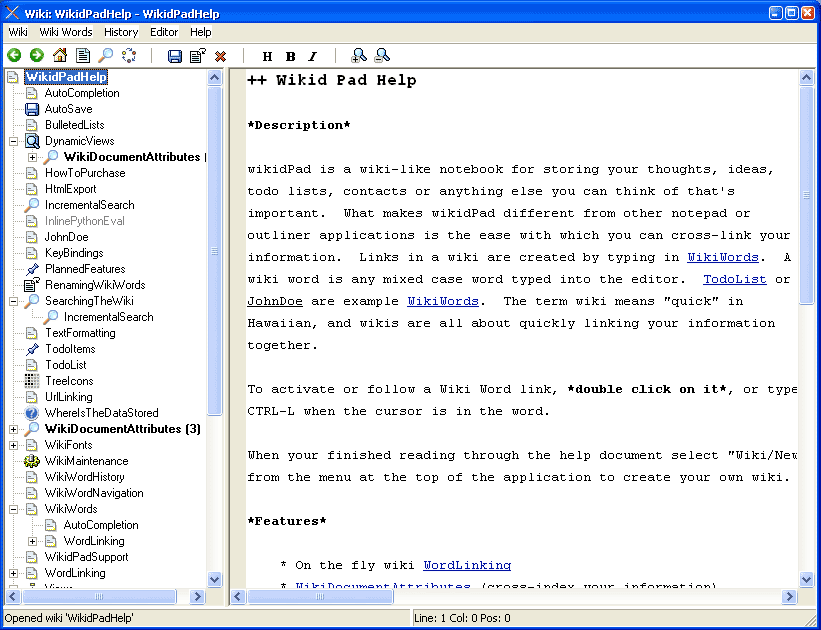 Wiki: WikidPadHelp - WikidPadHelp
Wiki Wiki Words History Editor Help
H B I
WikidPadHelp
AutoCompletion
AutoSave
BulletedLists
DynamicViews
WikiDocumentAttributes
HowToPurchase
HtmlExport
IncrementalSearch
InlinePythonEval
JohnDoe
KeyBindings
PlannedFeatures
RenamingWikiWords
SearchingTheWiki
IncrementalSearch
TextFormatting
TodoItems
TodoList
TreeIcons
UrlLinking
WhereIsTheDataStored
WikiDocumentAttributes (3)
WikiFonts
WikiMaintenance
WikiWordHistory
WikiWordNavigation
WikiWords
AutoCompletion
WordLinking
WikidPadSupport
WordLinking
Views
++ Wikid Pad Help
*Description*
wikidPad is a wiki-like notebook for storing your thoughts, ideas,
todo lists, contacts or anything else you can think of that's
important.  What makes wikidPad different from other notepad or
outliner applications is the ease with which you can cross-link your
information.  Links in a wiki are created by typing in WikiWords.  A
wiki word is any mixed case word typed into the editor.  TodoList or
JohnDoe are example WikiWords.  The term wiki means "quick" in
Hawaiian, and wikis are all about quickly linking your information
together.
To activate or follow a Wiki Word link, *double click on it*, or type
CTRL-L when the cursor is in the word.
When your finished reading through the help document select "Wiki/New
from the menu at the top of the application to create your own wiki.
*Features*
* On the fly wiki WordLinking
* WikiDocumentAttributes (cross-index your information)
Opened wiki 'WikidPadHelp'
Line: 1 Col: 0 Pos: 0